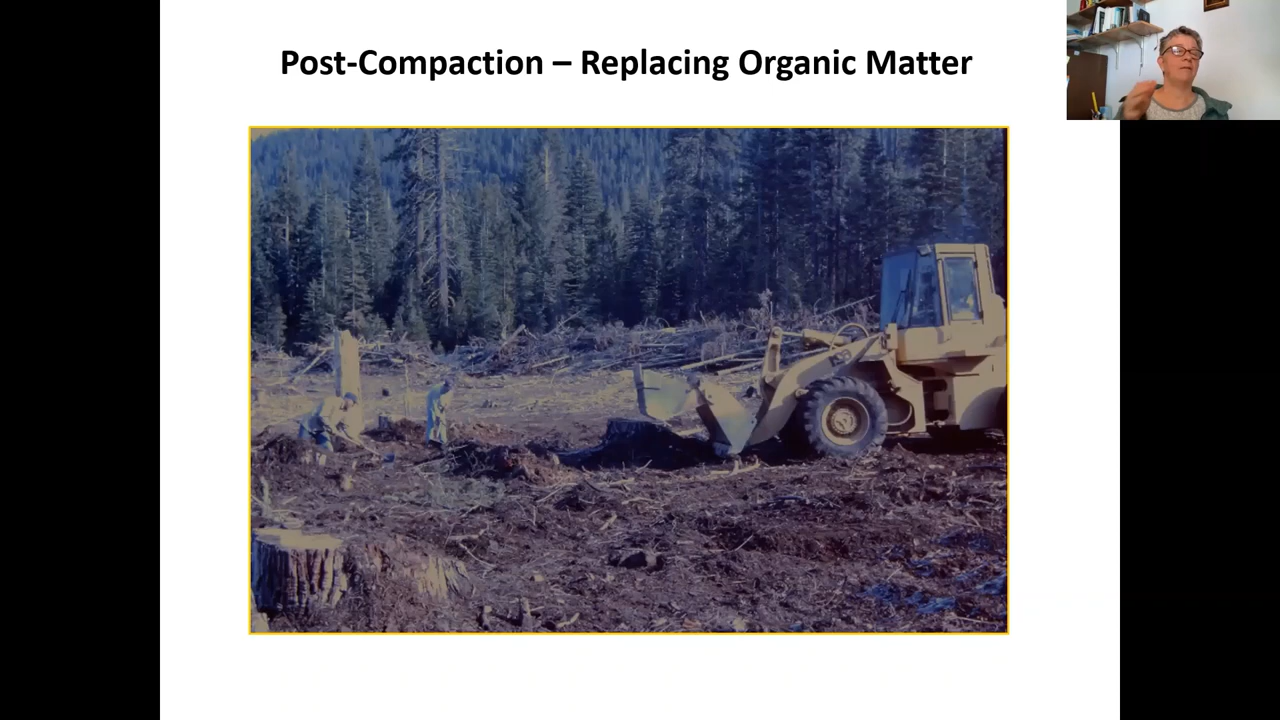 Post-Compaction – Replacing Organic Matter